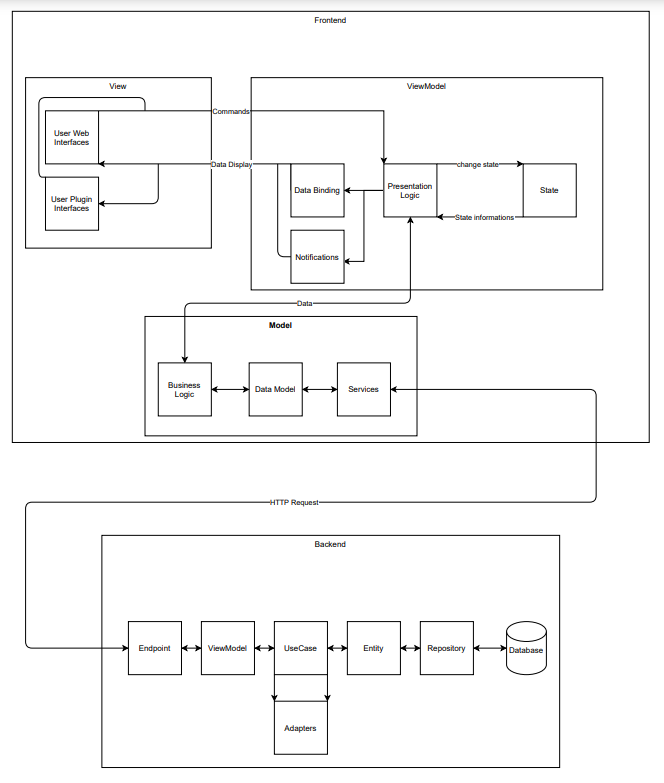 Frontend
View
ViewModel
Commands
User Web
Interfaces
Data Display
change state
User Plugin
Interfaces
Data Binding
Presentation
Logic
State
State informations
Notifications
Data
Model
Business
Logic
Data Model
Services
HTTP Request
Backend
Endpoint
ViewModel
UseCase
Entity
Repository
Database
Adapters